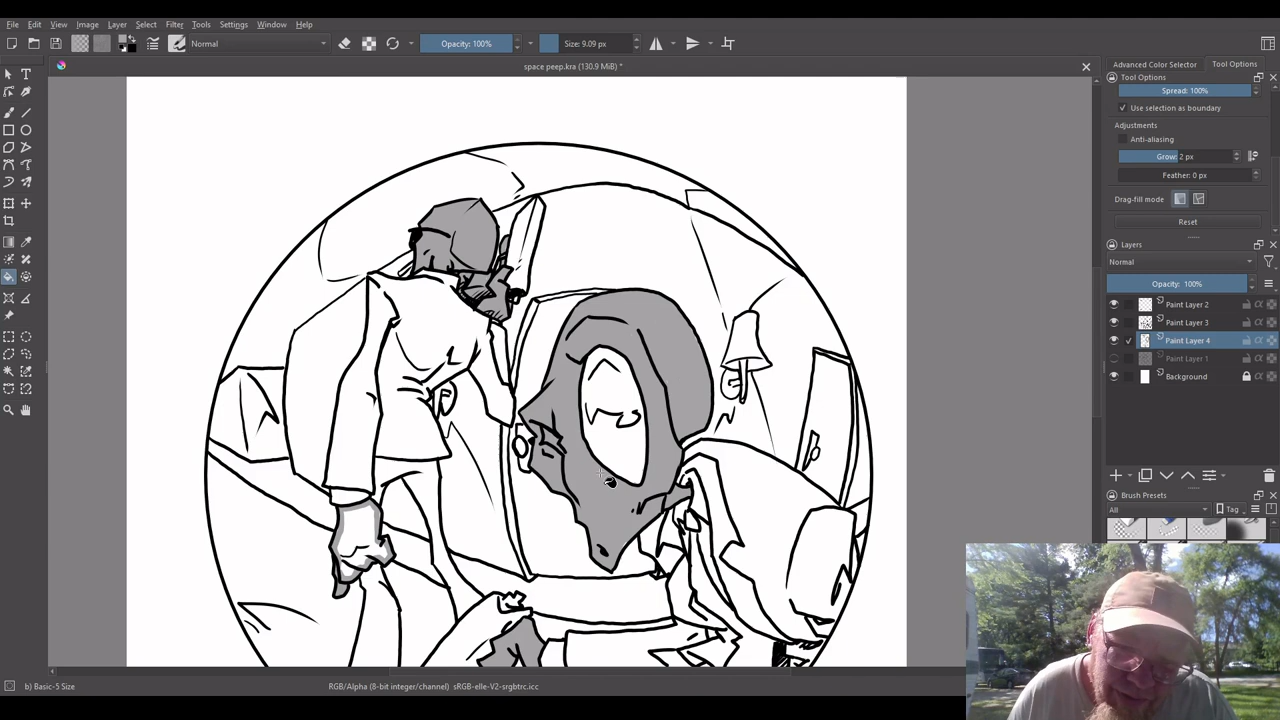 File Edit View Image Layer Select Filter Tools Settings Window Help
Normal Opacity: 100% Size: 9.09 px
space peep.kra (130.9 MiB) *
Advanced Color Selector Tool Options
Tool Options
Spread: 100%
Use selection as boundary
Adjustments
Anti-aliasing
Grow: 2 px
Feather: 0 px
Drag-fill mode
Reset
Layers
Normal
Opacity: 100%
Paint Layer 2
Paint Layer 3
Paint Layer 4
Paint Layer 1
Background
Brush Presets
All Tag
b) Basic-5 Size RGB/Alpha (8-bit integer/channel) sRGB-elle-V2-srgbtrc.icc